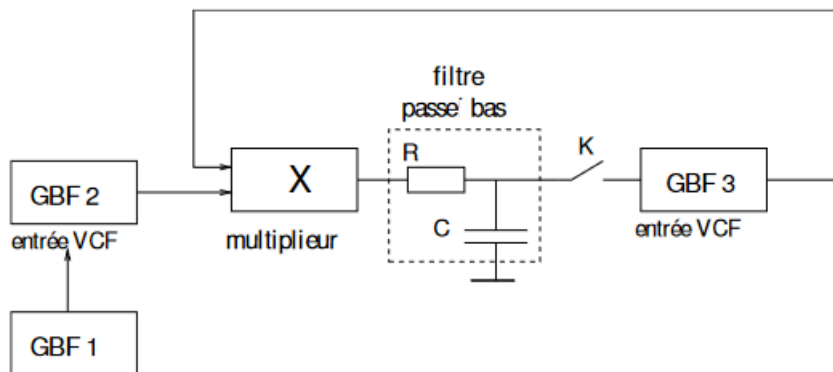 filtre
passe' bas
R
K
X
GBF 2
GBF 3
C
entrée VCF
multiplieur
entrée VCF
GBF 1